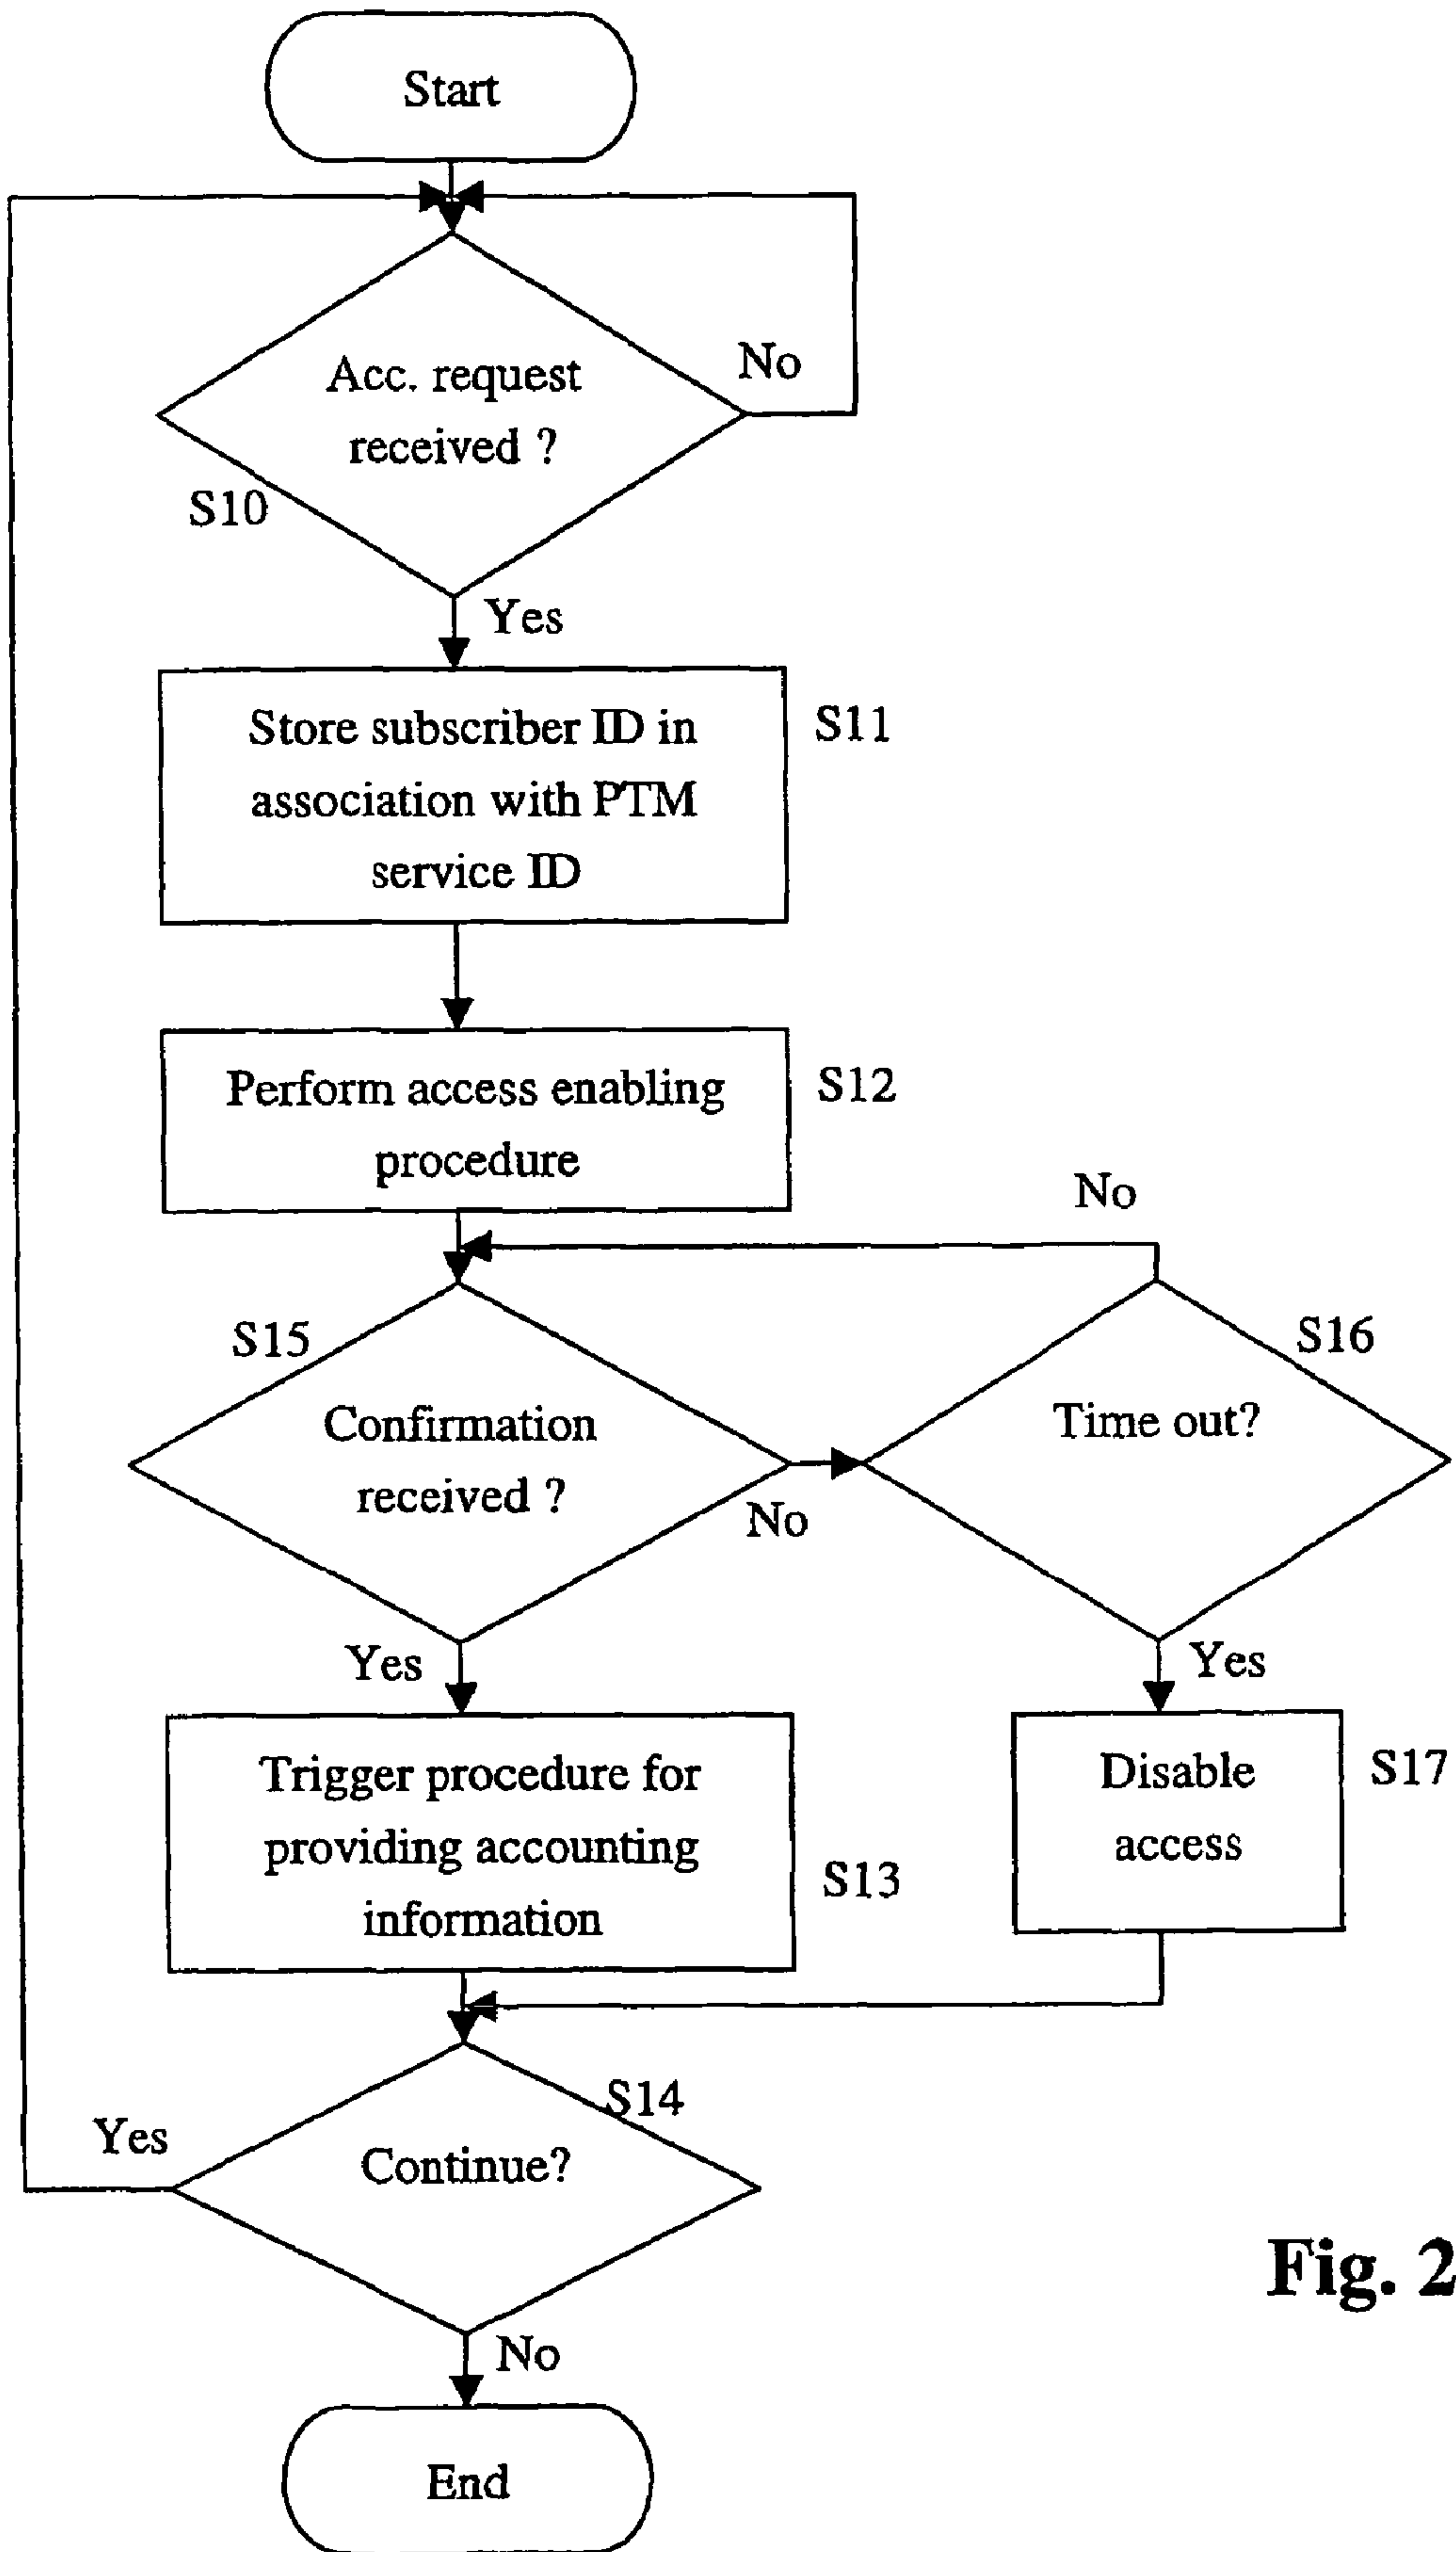 Start
Acc. request
received ?
No
S10
Yes
Store subscriber ID in
association with PTM
service ID
S11
Perform access enabling
procedure
S12
No
S15
Confirmation
received ?
No
S16
Time out?
Yes
Yes
Trigger procedure for
providing accounting
information
S13
Disable
access
S17
S14
Continue?
Yes
No
End
Fig. 2